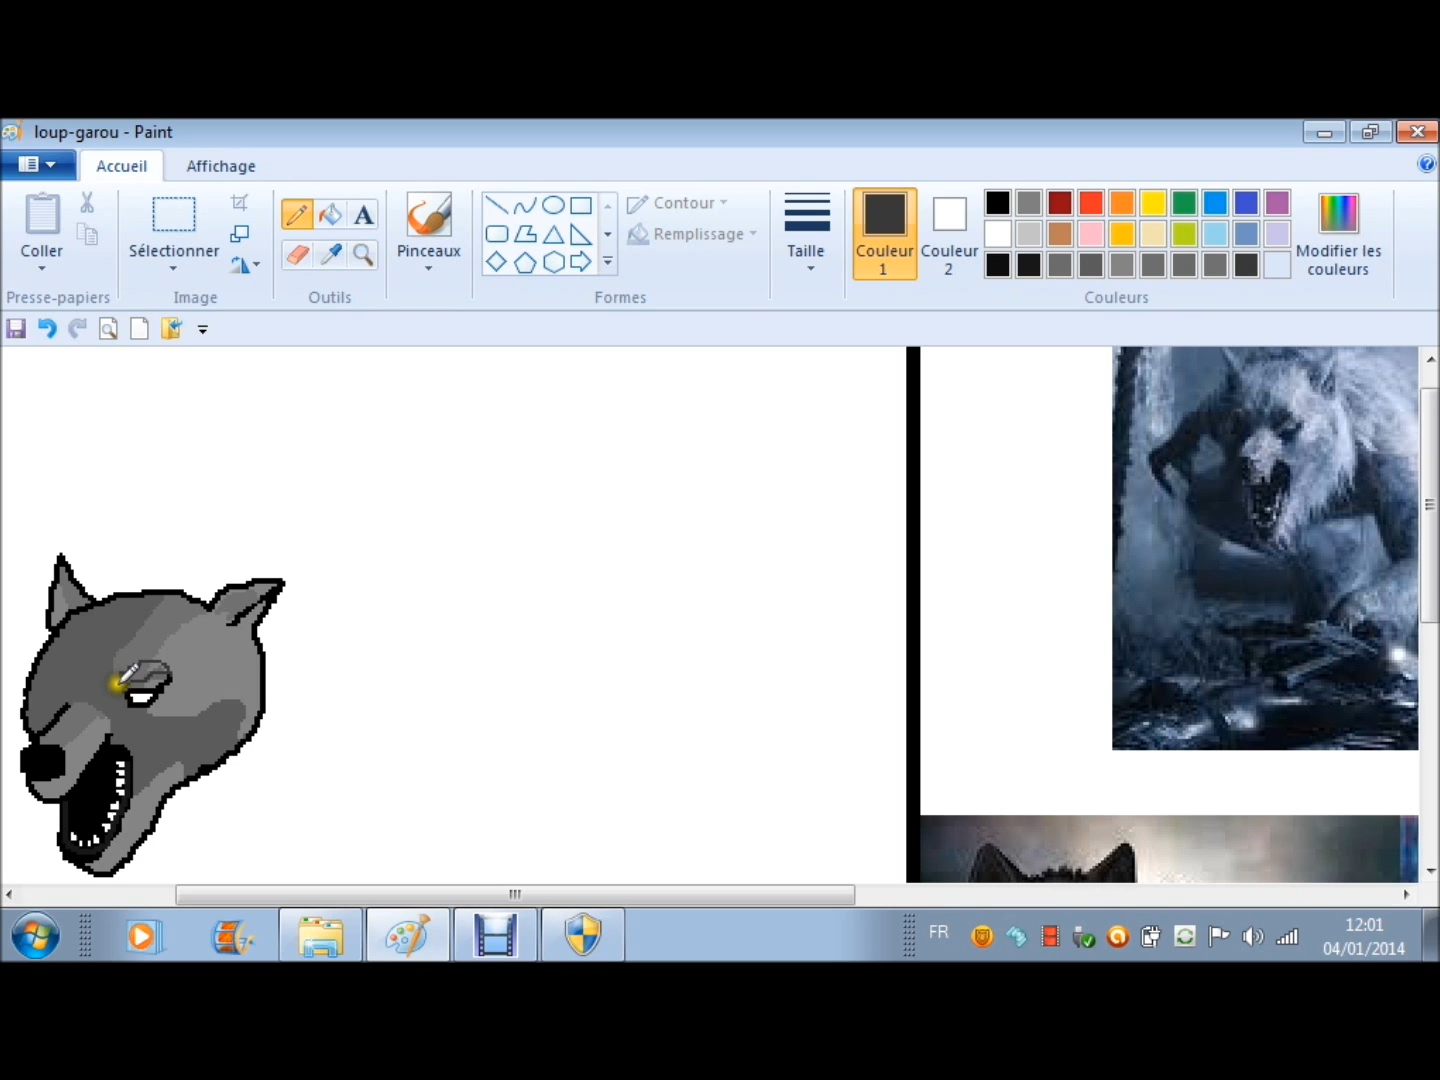 loup-garou - Paint
Accueil
Affichage
Coller
Sélectionner
A
Pinceaux
Contour
Remplissage
Taille
Couleur 1
Couleur 2
Modifier les couleurs
Presse-papiers
Image
Outils
Formes
Couleurs
FR
12:01
04/01/2014